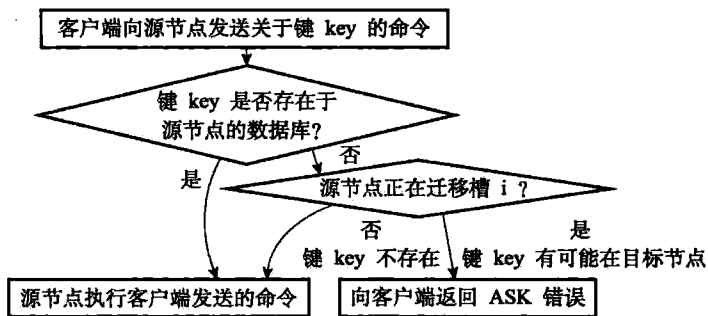 客户端向源节点发送关于键 key 的命令
键 key 是否存在于
源节点的数据库？
是
否
源节点正在迁移槽 i ？
否
键 key 不存在
是
键 key 有可能在目标节点
源节点执行客户端发送的命令
向客户端返回 ASK 错误